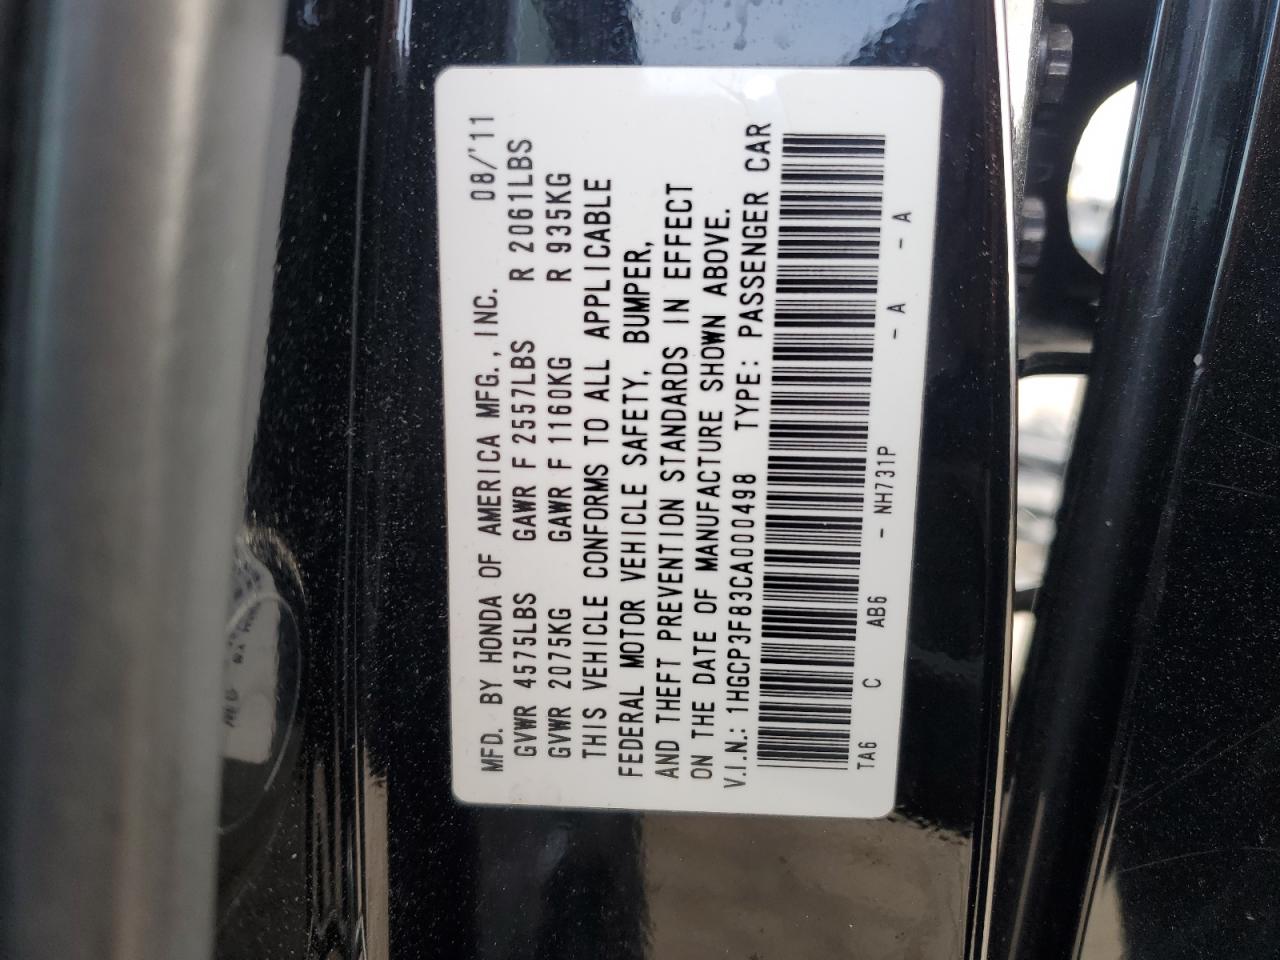 MFD. BY HONDA OF AMERICA MFG., INC. 08/'11
GVWR 4575LBS GAWR F 2557LBS R 2061LBS
GVWR 2075KG GAWR F 1160KG R 935KG
THIS VEHICLE CONFORMS TO ALL APPLICABLE
FEDERAL MOTOR VEHICLE SAFETY, BUMPER,
AND THEFT PREVENTION STANDARDS IN EFFECT
ON THE DATE OF MANUFACTURE SHOWN ABOVE.
V.I.N.: 1HGCP3F83CA000498 TYPE: PASSENGER CAR
TA6 C AB6 - NH731P - A - A